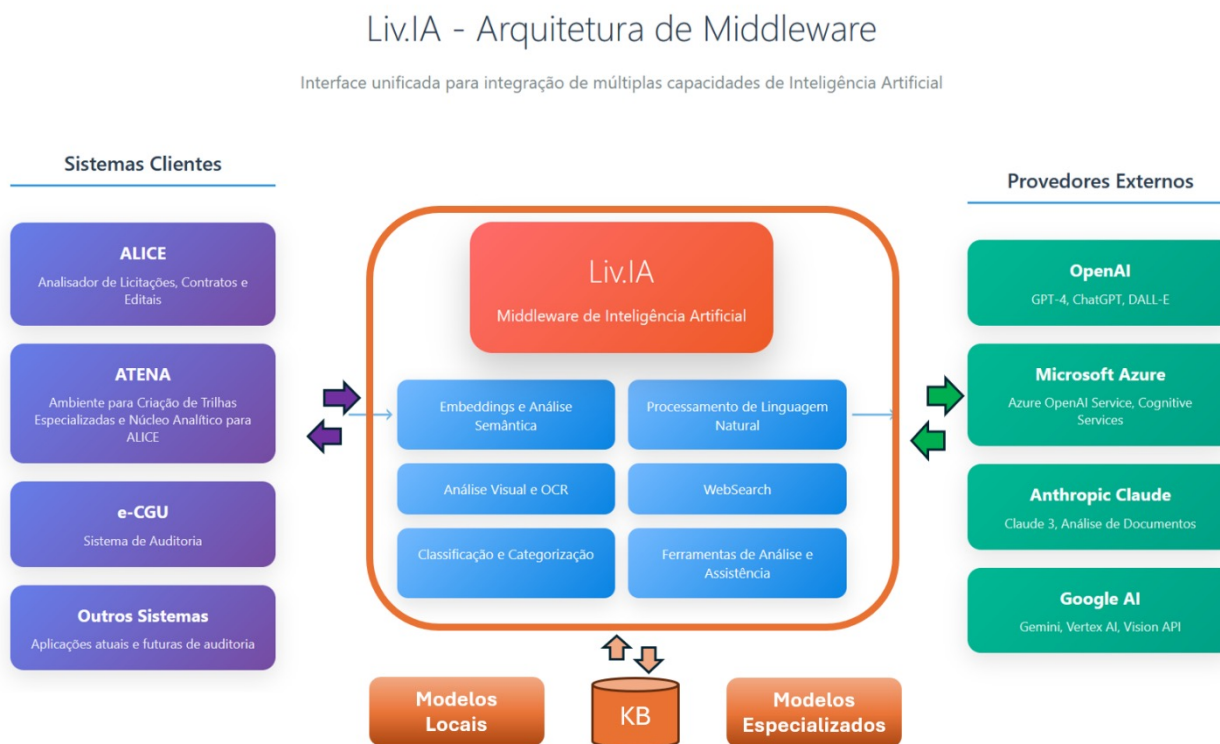 Liv.IA - Arquitetura de Middleware
Interface unificada para integração de múltiplas capacidades de Inteligência Artificial
Sistemas Clientes
ALICE
Analisador de Licitações, Contratos e
Editais
ATENA
Ambiente para Criação de Trilhas
Especializadas e Núcleo Analítico para
ALICE
e-CGU
Sistema de Auditoria
Outros Sistemas
Aplicações atuais e futuras de auditoria
Liv.IA
Middleware de Inteligência Artificial
Embeddings e Análise
Semântica
Processamento de Linguagem
Natural
Análise Visual e OCR
WebSearch
Classificação e Categorização
Ferramentas de Análise e
Assistência
Modelos
Locais
KB
Modelos
Especializados
Provedores Externos
OpenAI
GPT-4, ChatGPT, DALL-E
Microsoft Azure
Azure OpenAI Service, Cognitive
Services
Anthropic Claude
Claude 3, Análise de Documentos
Google AI
Gemini, Vertex AI, Vision API